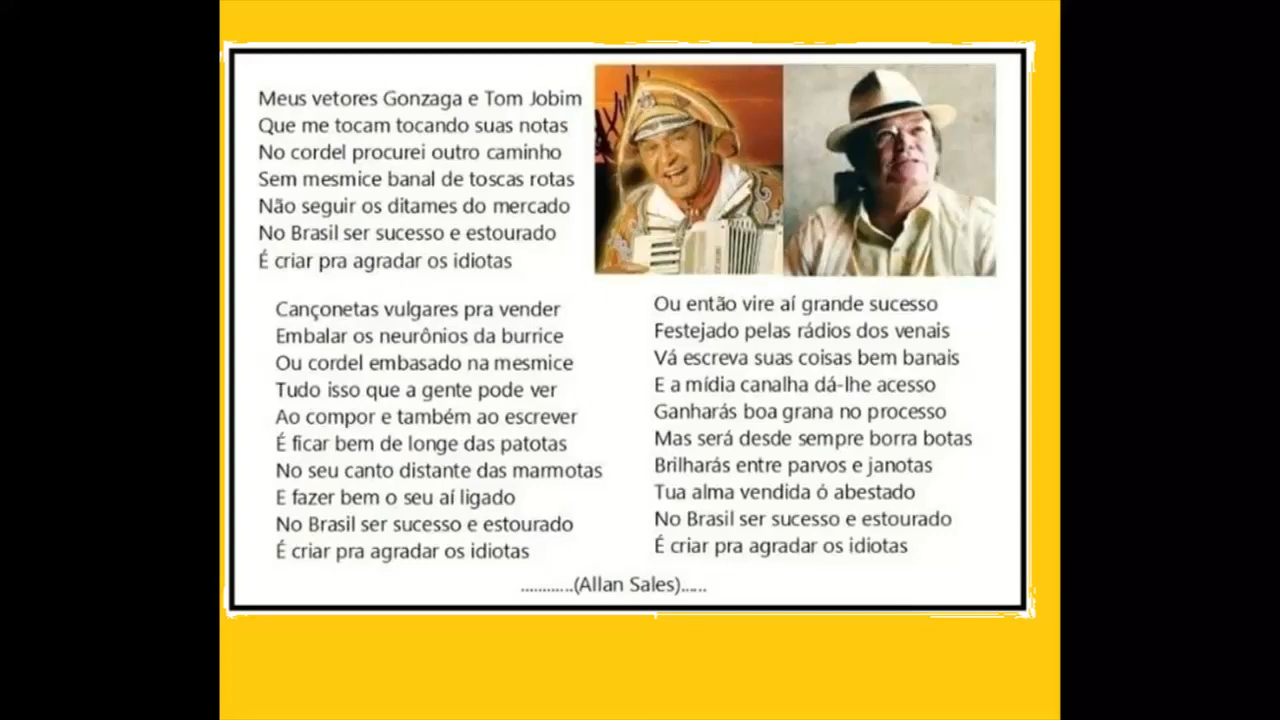 Meus vetores Gonzaga e Tom Jobim
Que me tocam tocando suas notas
No cordel procurei outro caminho
Sem mesmice banal de toscas rotas
Não seguir os ditames do mercado
No Brasil ser sucesso e estourado
É criar pra agradar os idiotas
Cançonetas vulgares pra vender
Embalar os neurônios da burrice
Ou cordel embasado na mesmice
Tudo isso que a gente pode ver
Ao compor e também ao escrever
É ficar bem de longe das patotas
No seu canto distante das marmotas
E fazer bem o seu aí ligado
No Brasil ser sucesso e estourado
É criar pra agradar os idiotas
Ou então vire aí grande sucesso
Festejado pelas rádios dos venais
Vá escreva suas coisas bem banais
E a mídia canalha dá-lhe acesso
Ganharás boa grana no processo
Mas será desde sempre borra botas
Brilharás entre parvos e janotas
Tua alma vendida ó abestado
No Brasil ser sucesso e estourado
É criar pra agradar os idiotas
............(Allan Sales)......